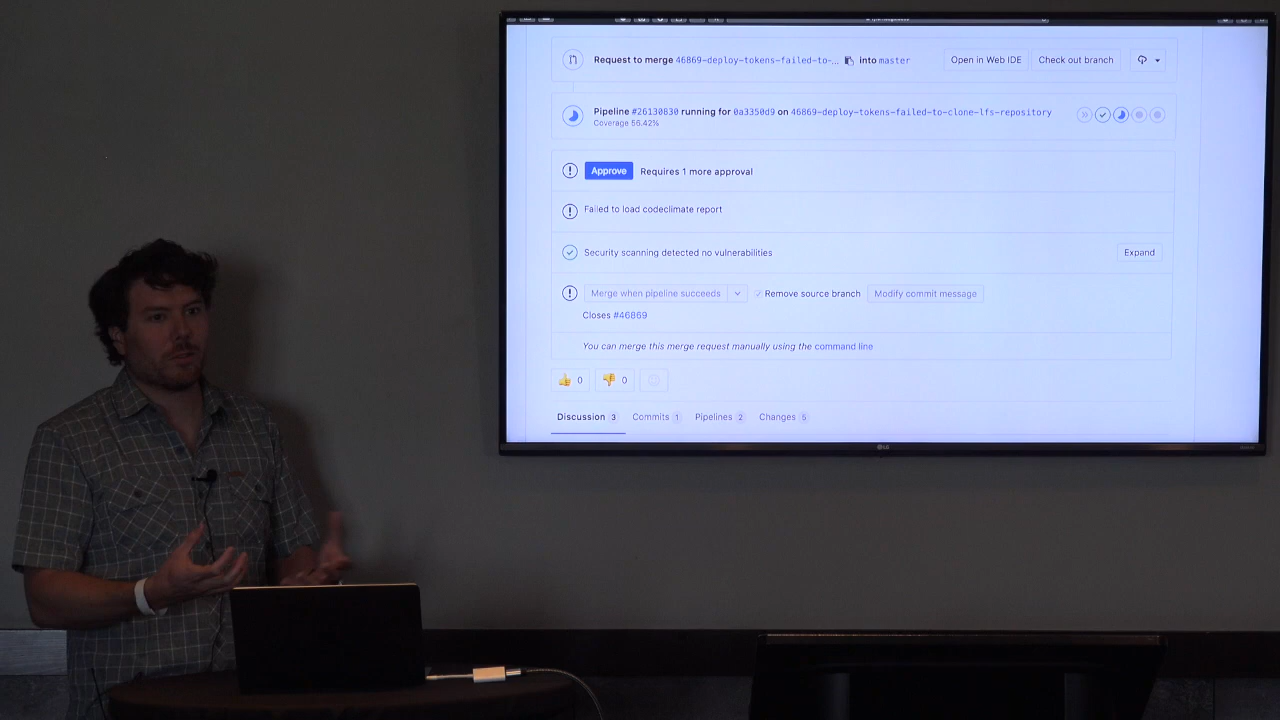 Request to merge 46869-deploy-tokens-failed-to-... into master
Open in Web IDE
Check out branch
Pipeline #26130830 running for 0a3350d9 on 46869-deploy-tokens-failed-to-clone-lfs-repository
Coverage 56.42%
Approve Requires 1 more approval
Failed to load codeclimate report
Security scanning detected no vulnerabilities
Expand
Merge when pipeline succeeds
Remove source branch
Modify commit message
Closes #46869
You can merge this merge request manually using the command line
0
0
Discussion 3
Commits 1
Pipelines 2
Changes 5
LG